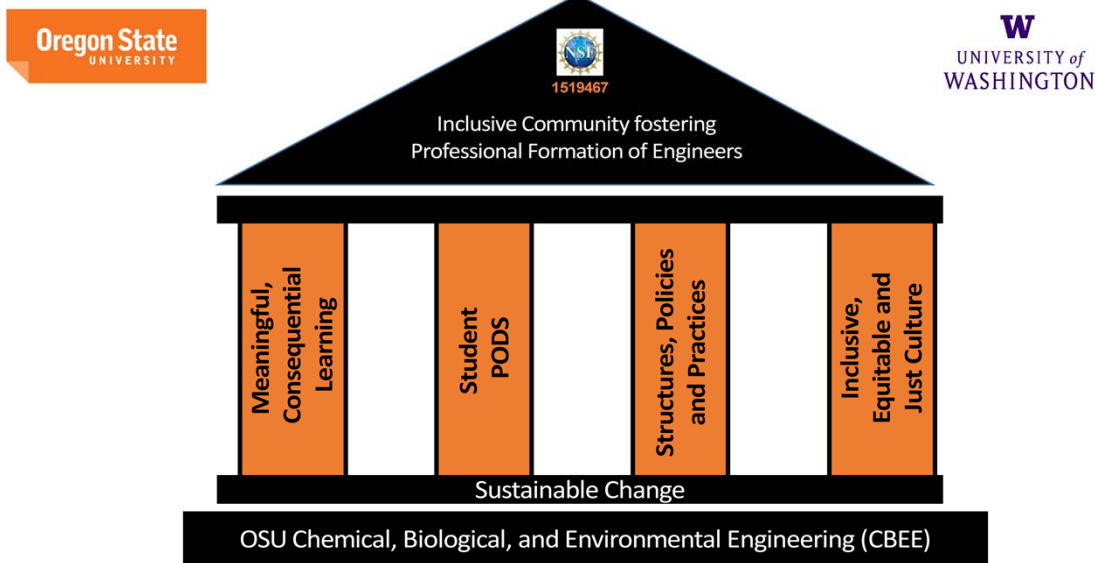 Oregon State
UNIVERSITY
W
UNIVERSITY of
WASHINGTON
NSF
1519467
Inclusive Community fostering
Professional Formation of Engineers
Meaningful,
Consequential
Learning
Student
PODS
Structures, Policies
and Practices
Inclusive,
Equitable and
Just Culture
Sustainable Change
OSU Chemical, Biological, and Environmental Engineering (CBEE)